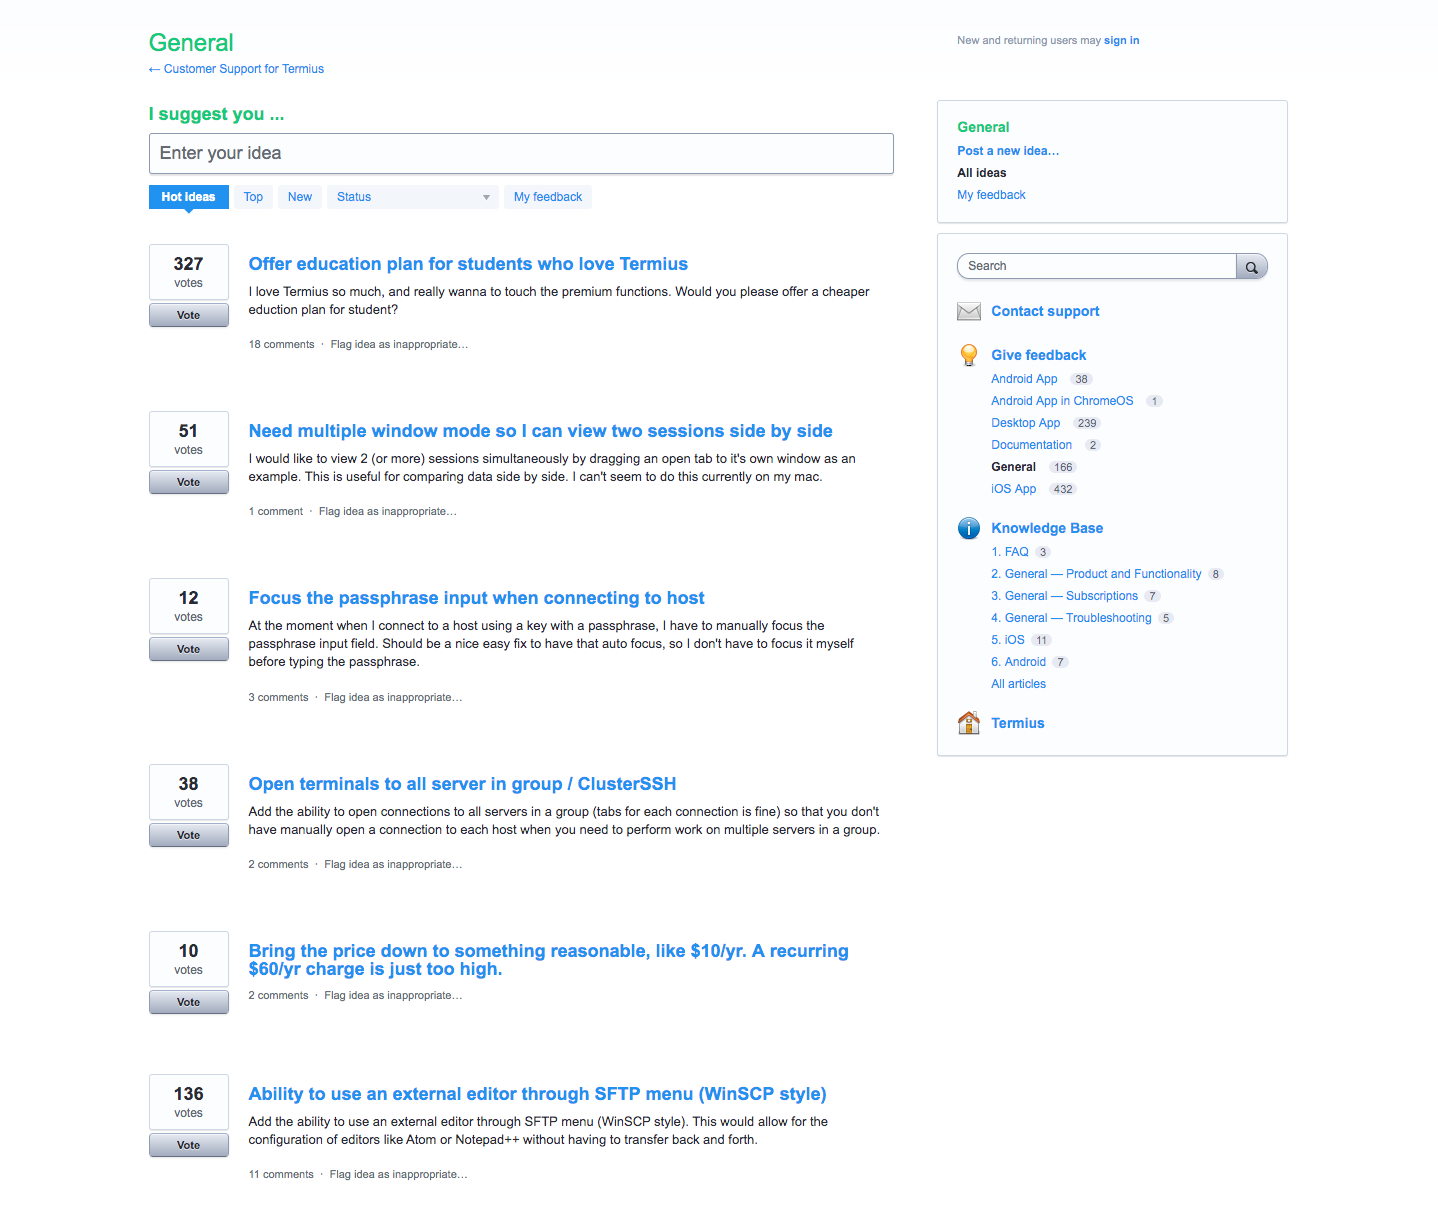 General
New and returning users may sign in
← Customer Support for Termius
I suggest you ...
Enter your idea
Hot ideas Top New Status My feedback
327
votes
Vote
Offer education plan for students who love Termius
I love Termius so much, and really wanna to touch the premium functions. Would you please offer a cheaper
eduction plan for student?
18 comments · Flag idea as inappropriate…
51
votes
Vote
Need multiple window mode so I can view two sessions side by side
I would like to view 2 (or more) sessions simultaneously by dragging an open tab to it's own window as an
example. This is useful for comparing data side by side. I can't seem to do this currently on my mac.
1 comment · Flag idea as inappropriate…
12
votes
Vote
Focus the passphrase input when connecting to host
At the moment when I connect to a host using a key with a passphrase, I have to manually focus the
passphrase input field. Should be a nice easy fix to have that auto focus, so I don't have to focus it myself
before typing the passphrase.
3 comments · Flag idea as inappropriate…
38
votes
Vote
Open terminals to all server in group / ClusterSSH
Add the ability to open connections to all servers in a group (tabs for each connection is fine) so that you don't
have manually open a connection to each host when you need to perform work on multiple servers in a group.
2 comments · Flag idea as inappropriate…
10
votes
Vote
Bring the price down to something reasonable, like $10/yr. A recurring
$60/yr charge is just too high.
2 comments · Flag idea as inappropriate…
136
votes
Vote
Ability to use an external editor through SFTP menu (WinSCP style)
Add the ability to use an external editor through SFTP menu (WinSCP style). This would allow for the
configuration of editors like Atom or Notepad++ without having to transfer back and forth.
11 comments · Flag idea as inappropriate…
General
Post a new idea…
All ideas
My feedback
Search
Contact support
Give feedback
Android App 38
Android App in ChromeOS 1
Desktop App 239
Documentation 2
General 166
iOS App 432
Knowledge Base
1. FAQ 3
2. General — Product and Functionality 8
3. General — Subscriptions 7
4. General — Troubleshooting 5
5. iOS 11
6. Android 7
All articles
Termius